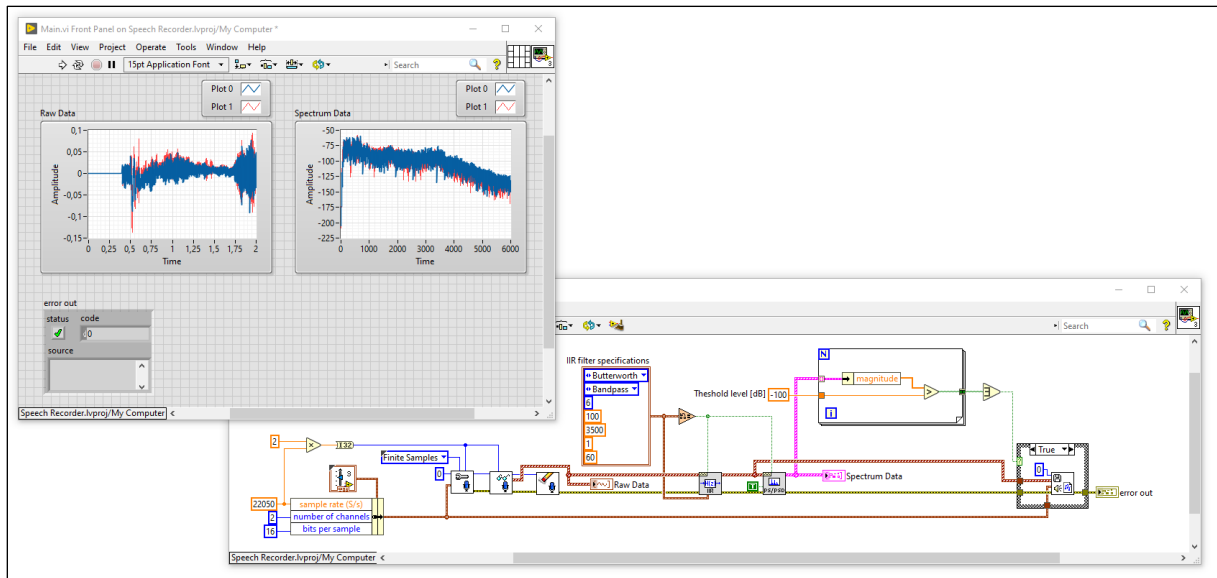 Main.vi Front Panel on Speech Recorder.lvproj/My Computer *
File Edit View Project Operate Tools Window Help
15pt Application Font
Search
3
Plot 0
Plot 1
Raw Data
0,1
0,05
0
-0,05
-0,1
-0,15
Amplitude
0 0,25 0,5 0,75 1 1,25 1,5 1,75 2
Time
Plot 0
Plot 1
Spectrum Data
-50
-75
-100
-125
-150
-175
-200
-225
Amplitude
0 1000 2000 3000 4000 5000 6000
Time
error out
status code
0
source
Speech Recorder.lvproj/My Computer
Search
3
IIR filter specifications
Butterworth
Bandpass
6
100
3500
1
60
Theshold level [dB] -100
N
magnitude
>
i
2
×
I32
Finite Samples
0
3
22050
sample rate (S/s)
2
number of channels
16
bits per sample
Raw Data
IIR
T
PS/PSD
Spectrum Data
True
0
error out
Speech Recorder.lvproj/My Computer